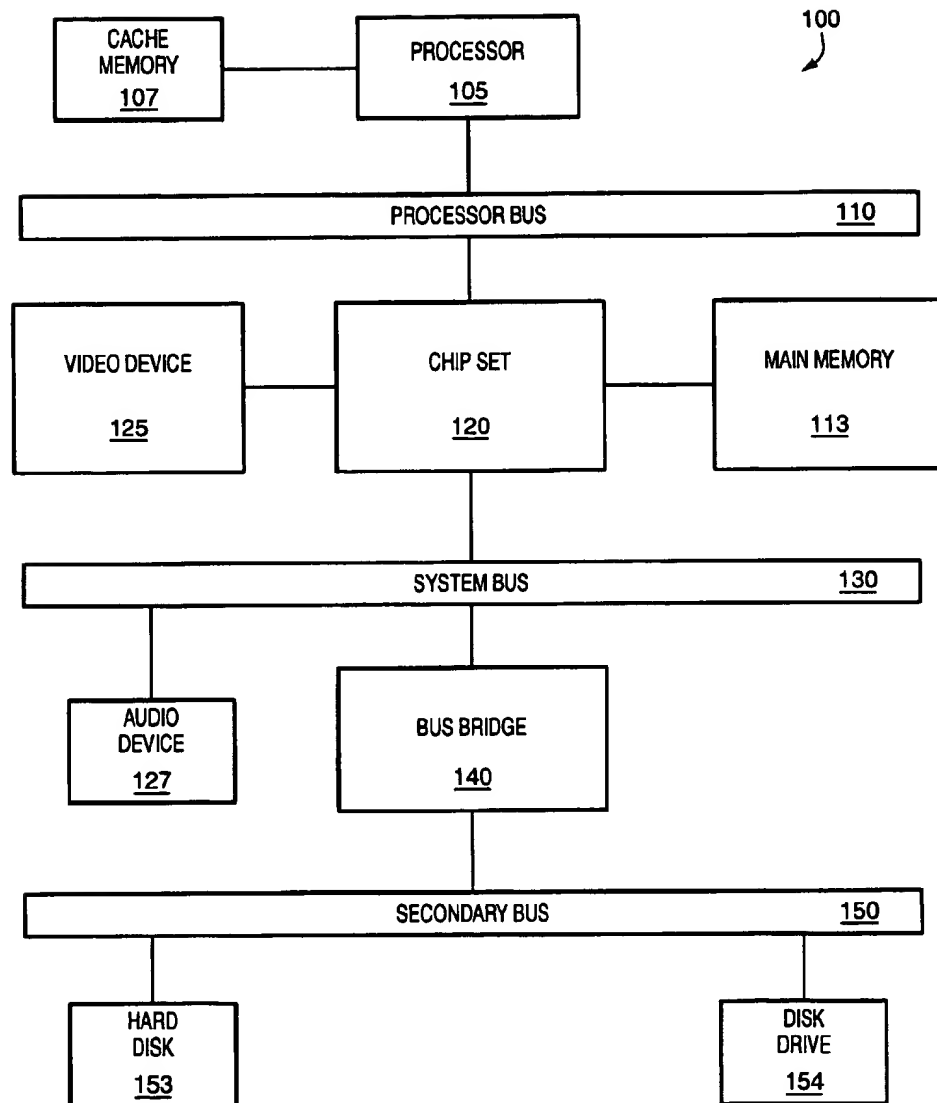 100
CACHE
MEMORY
107
PROCESSOR
105
PROCESSOR BUS 110
VIDEO DEVICE
125
CHIP SET
120
MAIN MEMORY
113
SYSTEM BUS 130
AUDIO
DEVICE
127
BUS BRIDGE
140
SECONDARY BUS 150
HARD
DISK
153
DISK
DRIVE
154